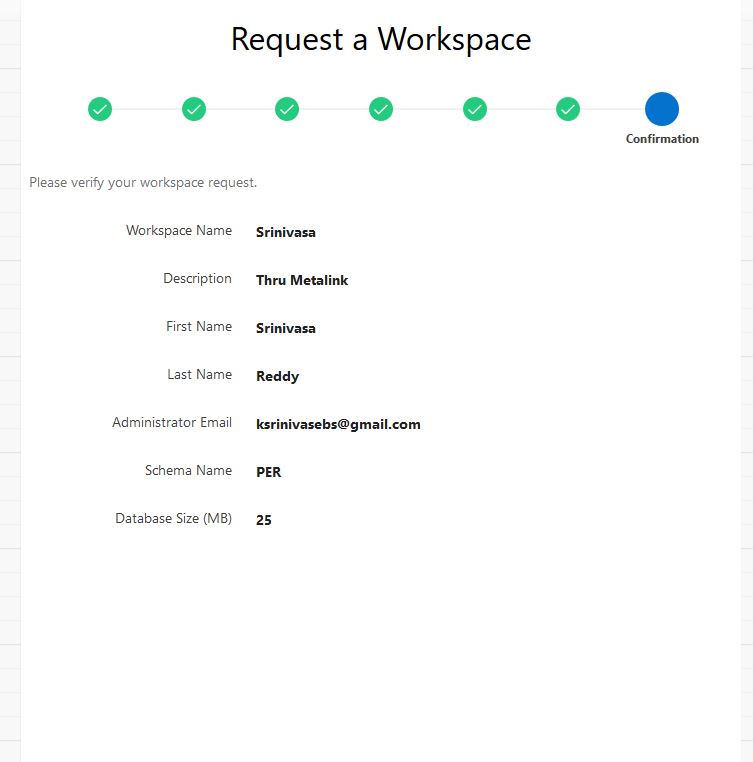 Request a Workspace
Confirmation
Please verify your workspace request.
Workspace Name Srinivasa
Description Thru Metalink
First Name Srinivasa
Last Name Reddy
Administrator Email ksrinivasebs@gmail.com
Schema Name PER
Database Size (MB) 25